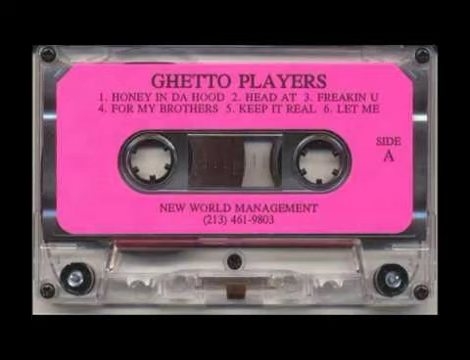 GHETTO PLAYERS
1. HONEY IN DA HOOD 2. HEAD AT 3. FREAKIN U
4. FOR MY BROTHERS 5. KEEP IT REAL 6. LET ME
SIDE
A
NEW WORLD MANAGEMENT
(213) 461-9803